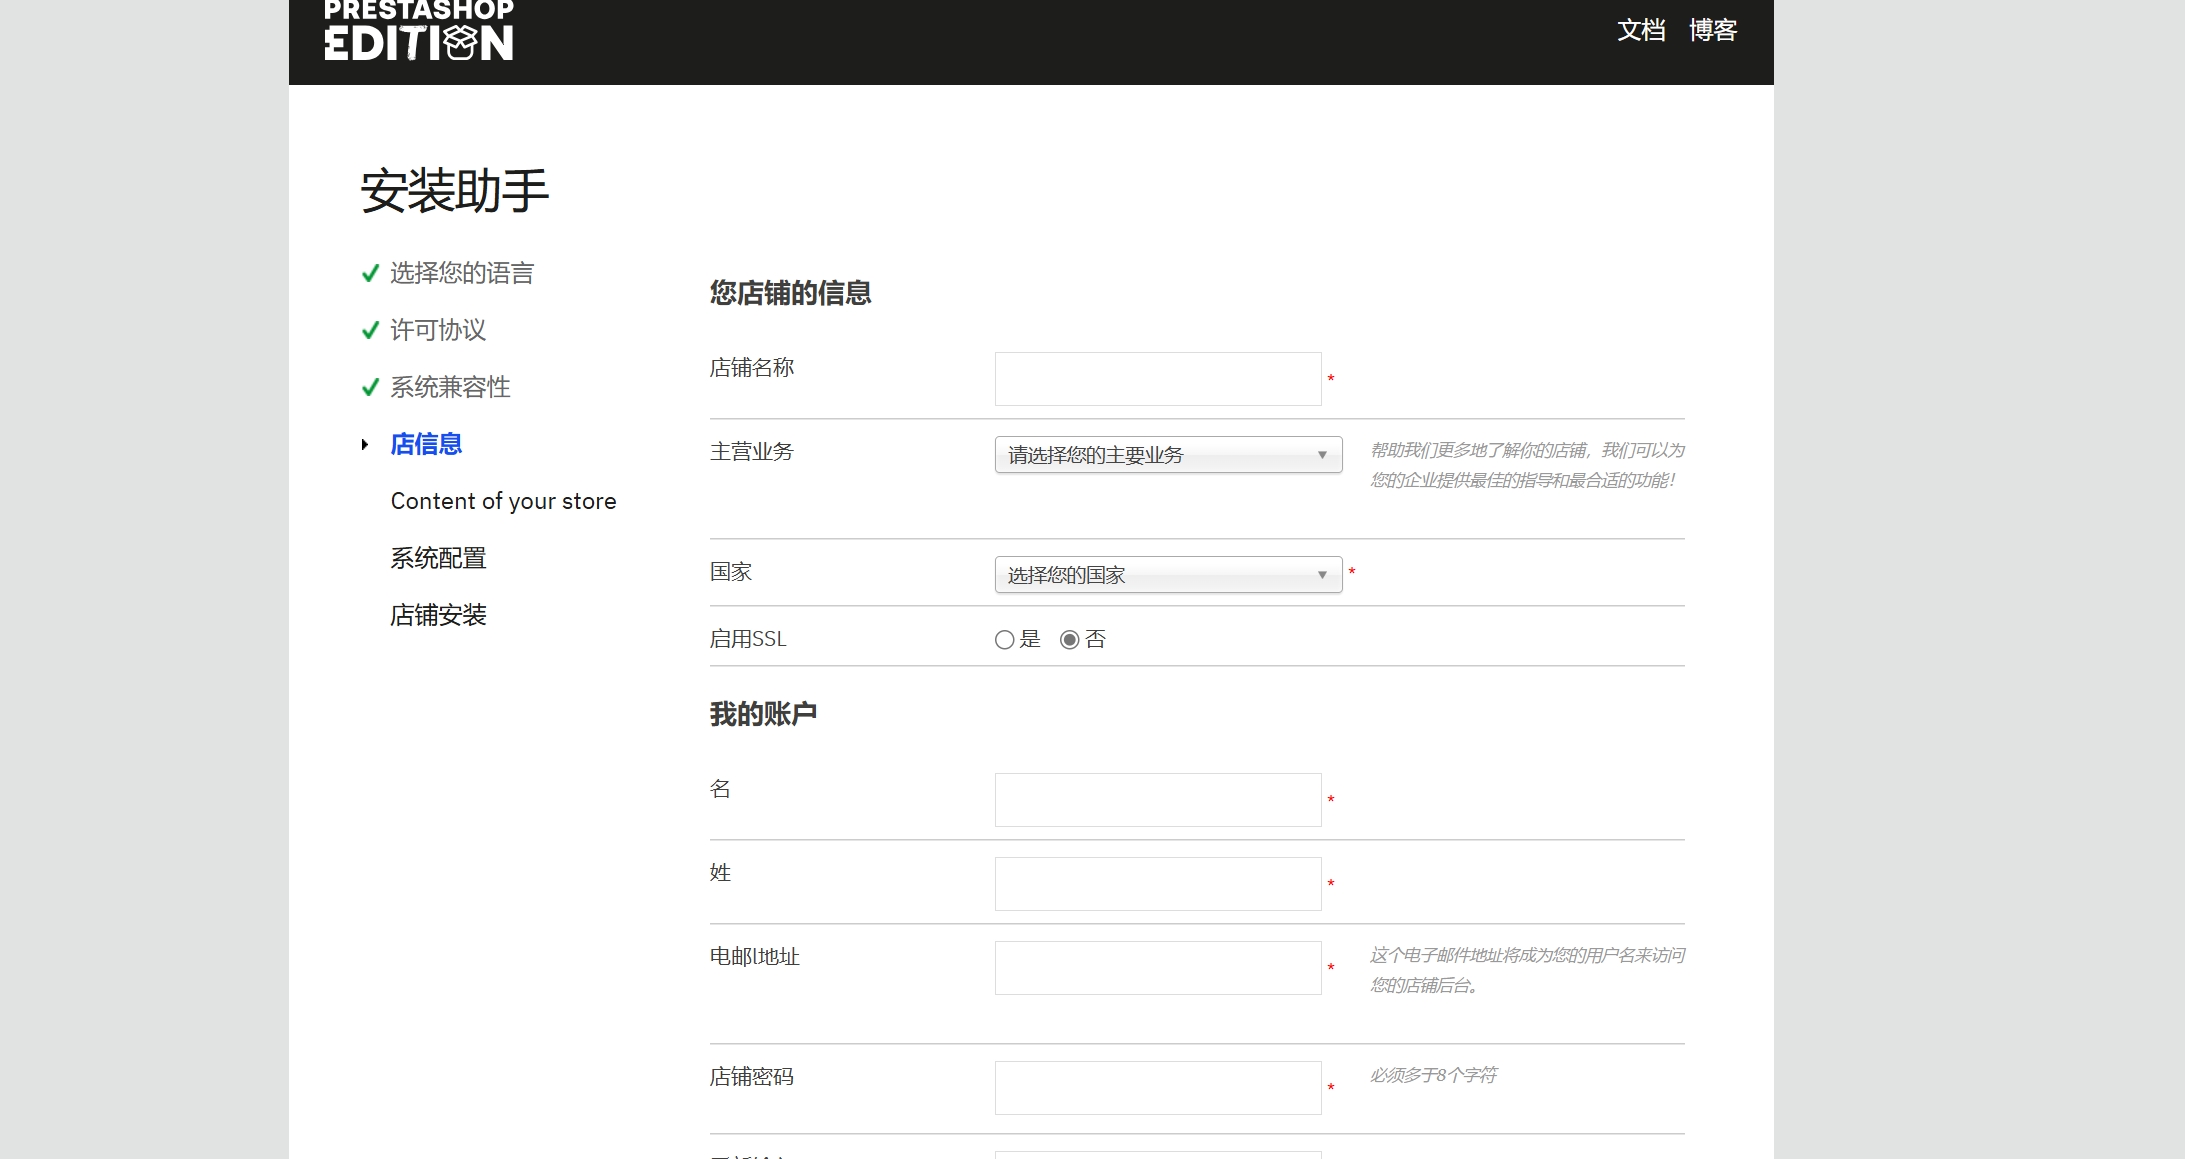 PRESTASHOP
EDITION
文档 博客
安装助手
选择您的语言
许可协议
系统兼容性
店信息
Content of your store
系统配置
店铺安装
您店铺的信息
店铺名称 *
主营业务 请选择您的主要业务
帮助我们更多地了解你的店铺，我们可以为
您的企业提供最佳的指导和最合适的功能！
国家 选择您的国家 *
启用SSL 是 否
我的账户
名 *
姓 *
电邮l地址 *
这个电子邮件地址将成为您的用户名来访问
您的店铺后台。
店铺密码 * 必须多于8个字符